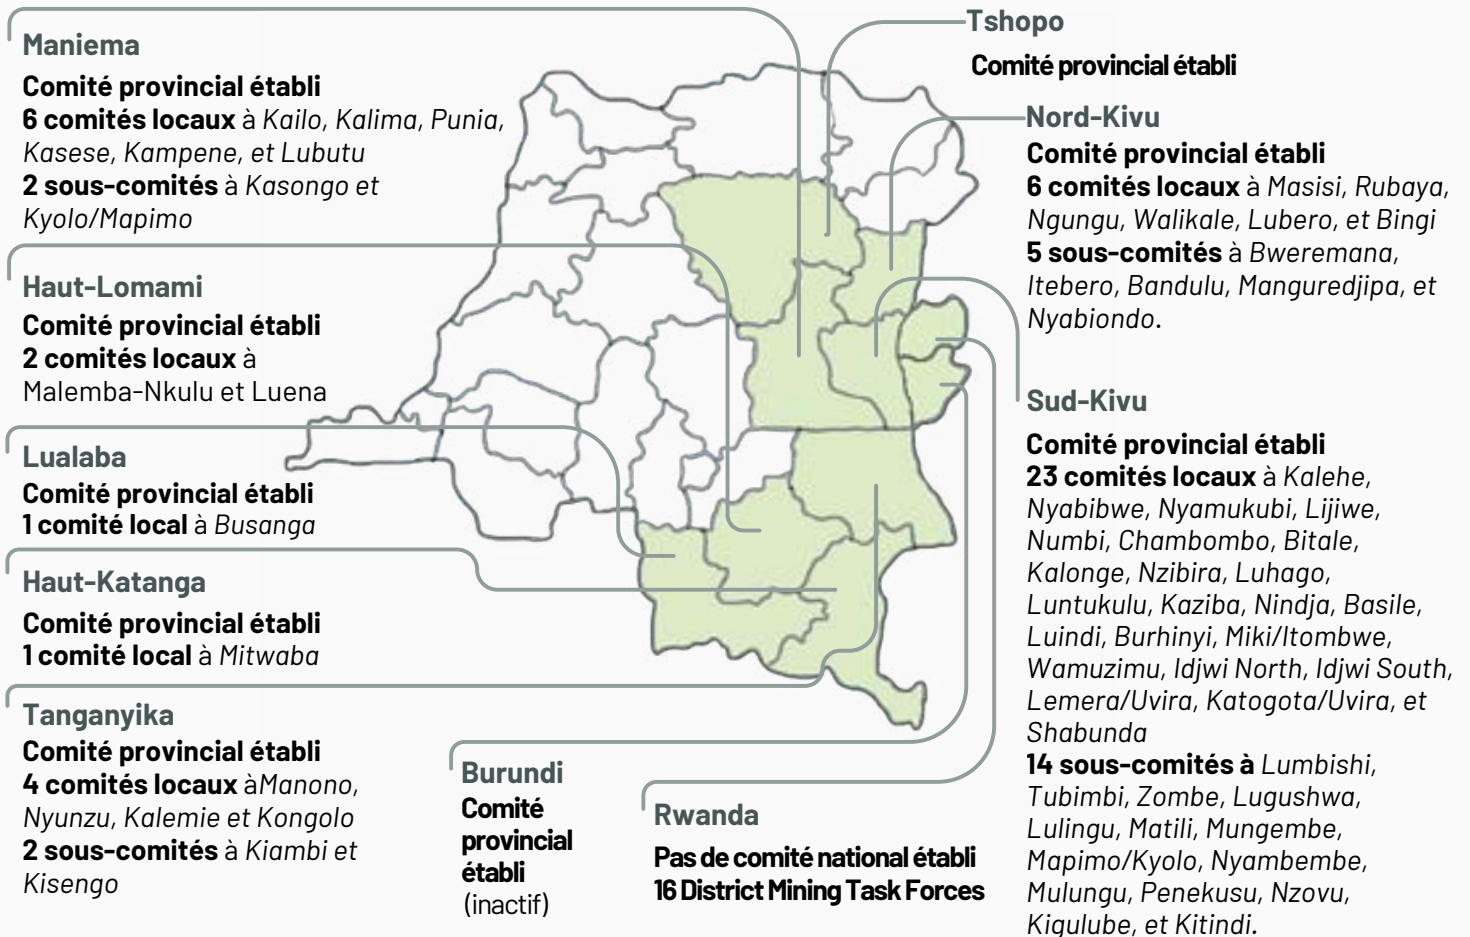 Maniema
Comité provincial établi
6 comités locaux à Kailo, Kalima, Punia,
Kasese, Kampene, et Lubutu
2 sous-comités à Kasongo et
Kyolo/Mapimo
Haut-Lomami
Comité provincial établi
2 comités locaux à
Malemba-Nkulu et Luena
Lualaba
Comité provincial établi
1 comité local à Busanga
Haut-Katanga
Comité provincial établi
1 comité local à Mitwaba
Tanganyika
Comité provincial établi
4 comités locaux àManono,
Nyunzu, Kalemie et Kongolo
2 sous-comités à Kiambi et
Kisengo
Burundi
Comité
provincial
établi
(inactif)
Rwanda
Pas de comité national établi
16 District Mining Task Forces
Tshopo
Comité provincial établi
Nord-Kivu
Comité provincial établi
6 comités locaux à Masisi, Rubaya,
Ngungu, Walikale, Lubero, et Bingi
5 sous-comités à Bweremana,
Itebero, Bandulu, Manguredjipa, et
Nyabiondo.
Sud-Kivu
Comité provincial établi
23 comités locaux à Kalehe,
Nyabibwe, Nyamukubi, Lijiwe,
Numbi, Chambombo, Bitale,
Kalonge, Nzibira, Luhago,
Luntukulu, Kaziba, Nindja, Basile,
Luindi, Burhinyi, Miki/Itombwe,
Wamuzimu, Idjwi North, Idjwi South,
Lemera/Uvira, Katogota/Uvira, et
Shabunda
14 sous-comités à Lumbishi,
Tubimbi, Zombe, Lugushwa,
Lulingu, Matili, Mungembe,
Mapimo/Kyolo, Nyambembe,
Mulungu, Penekusu, Nzovu,
Kigulube, et Kitindi.